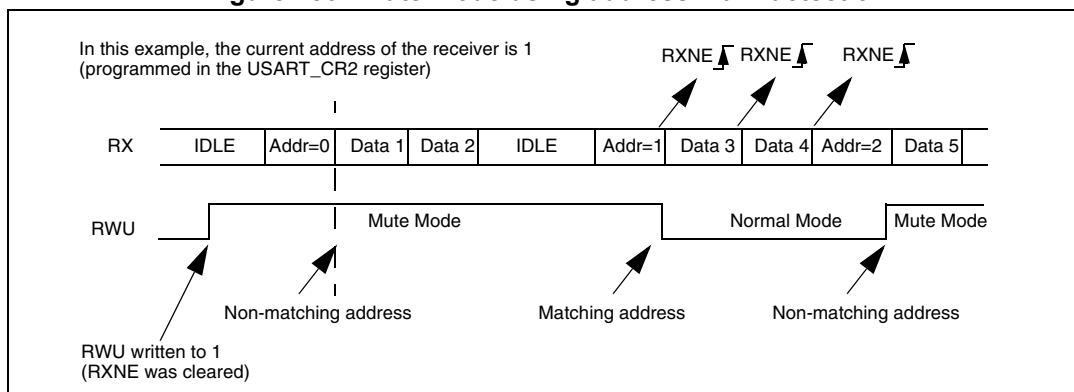 In this example, the current address of the receiver is 1
(programmed in the USART_CR2 register)
RXNE RXNE RXNE
RX IDLE Addr=0 Data 1 Data 2 IDLE Addr=1 Data 3 Data 4 Addr=2 Data 5
RWU Mute Mode Normal Mode Mute Mode
Non-matching address Matching address Non-matching address
RWU written to 1
(RXNE was cleared)